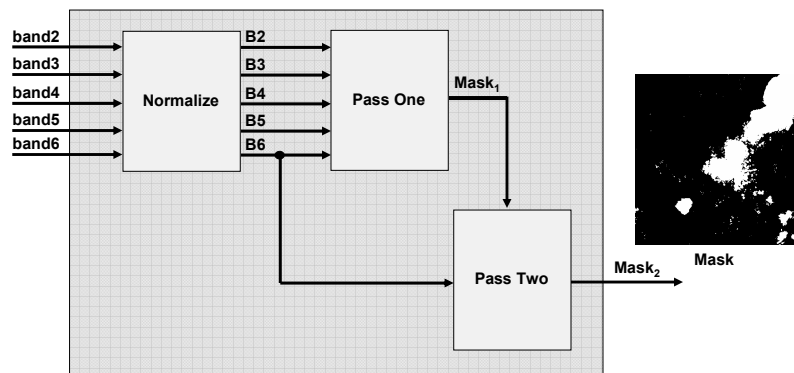 band2
band3
band4
band5
band6
Normalize
B2
B3
B4
B5
B6
Pass One
Mask₁
Pass Two
Mask₂
Mask